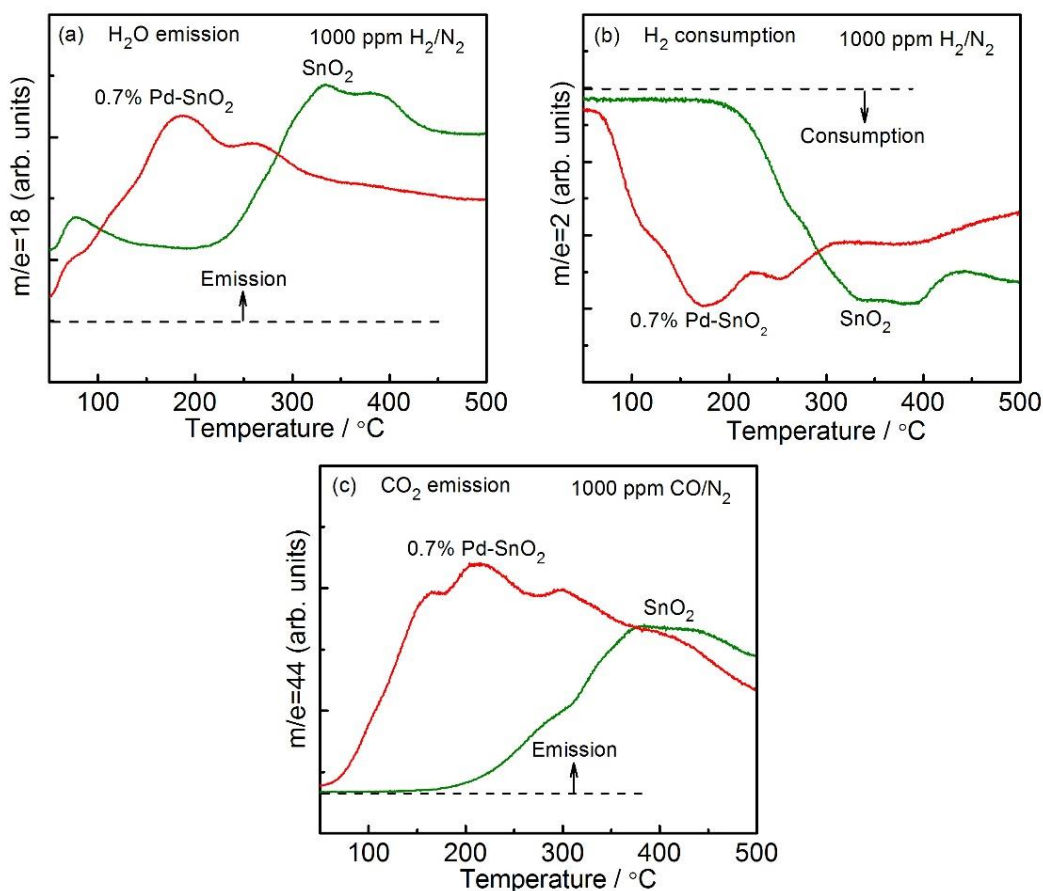 (a) H₂O emission 1000 ppm H₂/N₂
SnO₂
0.7% Pd-SnO₂
Emission
m/e=18 (arb. units)
100 200 300 400 500
Temperature / °C
(b) H₂ consumption 1000 ppm H₂/N₂
Consumption
0.7% Pd-SnO₂
SnO₂
m/e=2 (arb. units)
100 200 300 400 500
Temperature / °C
(c) CO₂ emission 1000 ppm CO/N₂
0.7% Pd-SnO₂
SnO₂
Emission
m/e=44 (arb. units)
100 200 300 400 500
Temperature / °C